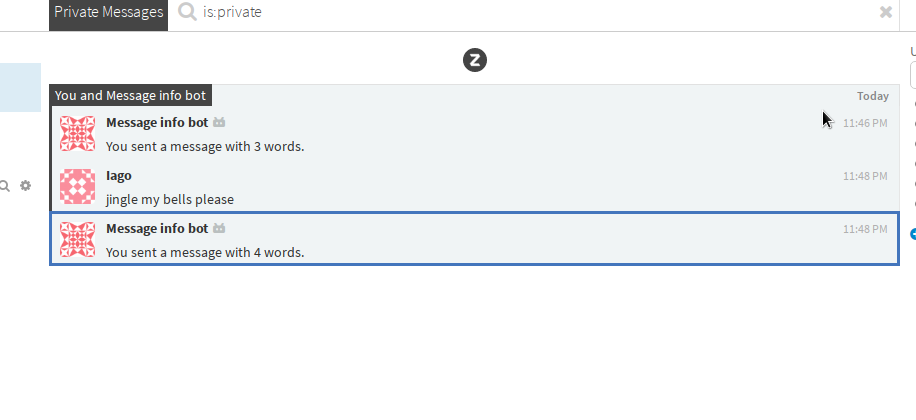 Private Messages is:private
U
Z
You and Message info bot Today
Message info bot 11:46 PM
You sent a message with 3 words.
Iago 11:48 PM
jingle my bells please
Message info bot 11:48 PM
You sent a message with 4 words.